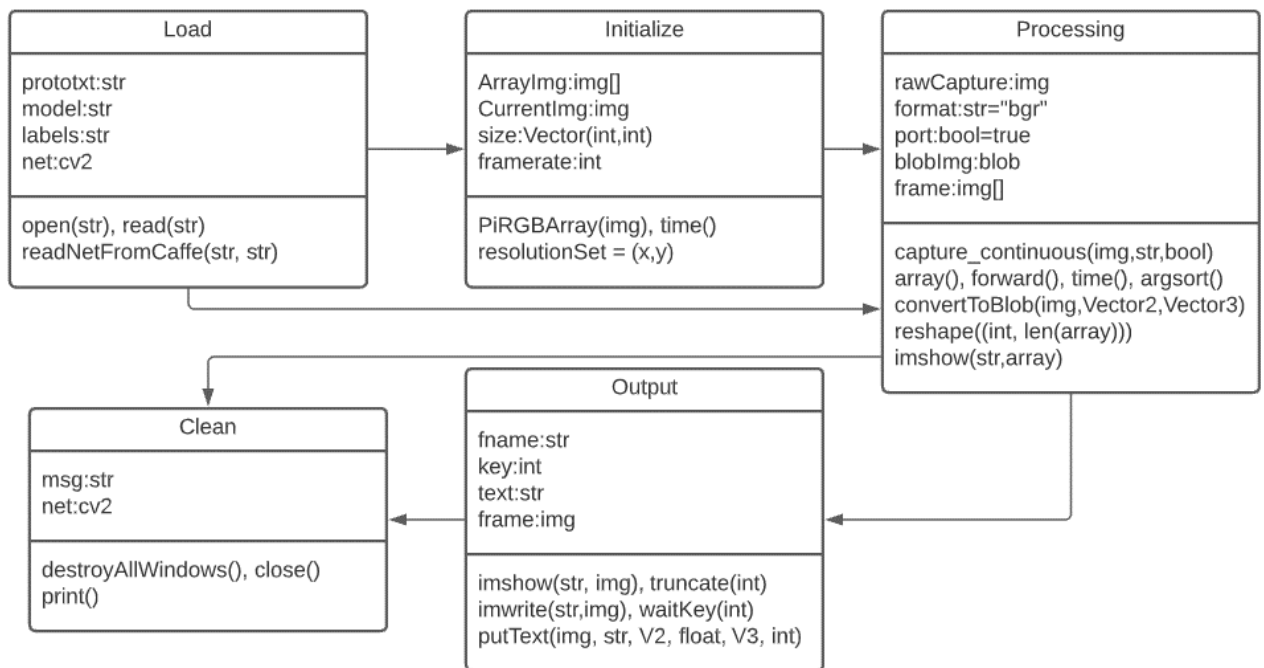 Load
prototxt:str
model:str
labels:str
net:cv2
open(str), read(str)
readNetFromCaffe(str, str)
Initialize
ArrayImg:img[]
CurrentImg:img
size:Vector(int,int)
framerate:int
PiRGBArray(img), time()
resolutionSet = (x,y)
Processing
rawCapture:img
format:str="bgr"
port:bool=true
blobImg:blob
frame:img[]
capture_continuous(img,str,bool)
array(), forward(), time(), argsort()
convertToBlob(img,Vector2,Vector3)
reshape((int, len(array)))
imshow(str,array)
Clean
msg:str
net:cv2
destroyAllWindows(), close()
print()
Output
fname:str
key:int
text:str
frame:img
imshow(str, img), truncate(int)
imwrite(str,img), waitKey(int)
putText(img, str, V2, float, V3, int)